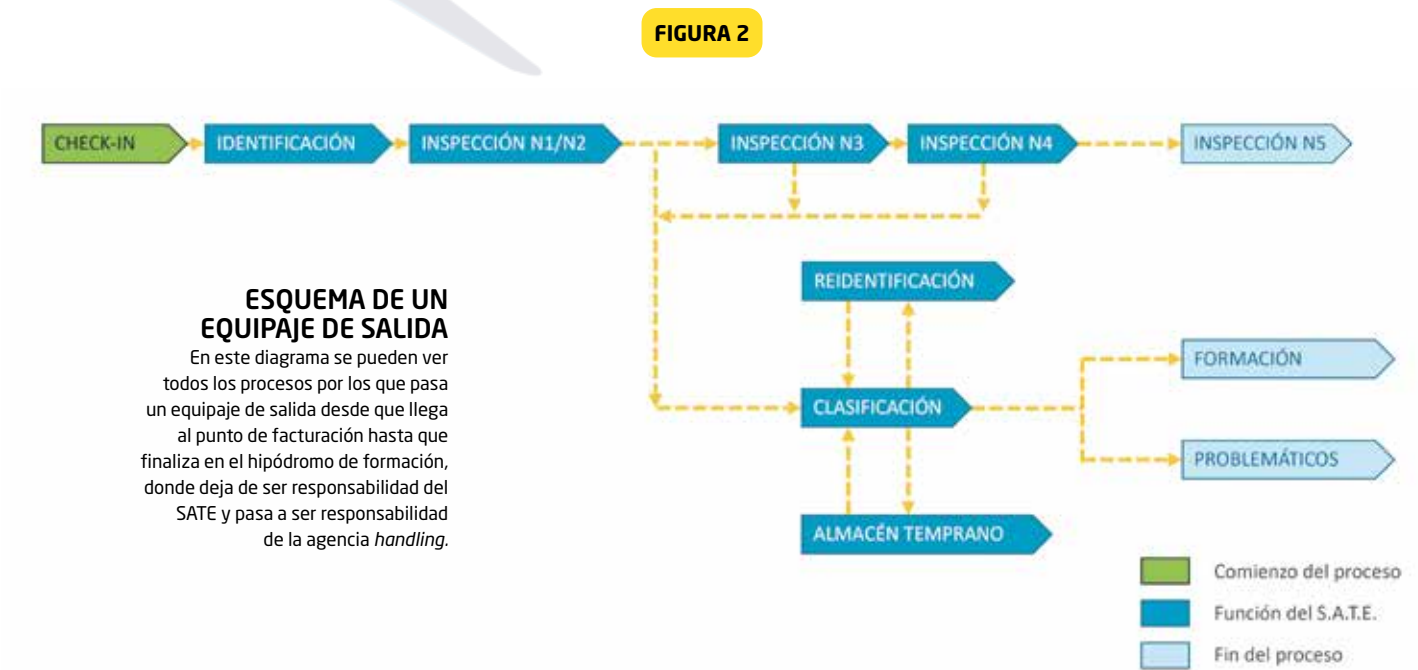 FIGURA 2
CHECK-IN
IDENTIFICACIÓN
INSPECCIÓN N1/N2
INSPECCIÓN N3
INSPECCIÓN N4
INSPECCIÓN N5
ESQUEMA DE UN
EQUIPAJE DE SALIDA
En este diagrama se pueden ver
todos los procesos por los que pasa
un equipaje de salida desde que llega
al punto de facturación hasta que
finaliza en el hipódromo de formación,
donde deja de ser responsabilidad del
SATE y pasa a ser responsabilidad
de la agencia handling.
REIDENTIFICACIÓN
CLASIFICACIÓN
ALMACÉN TEMPRANO
FORMACIÓN
PROBLEMÁTICOS
Comienzo del proceso
Función del S.A.T.E.
Fin del proceso